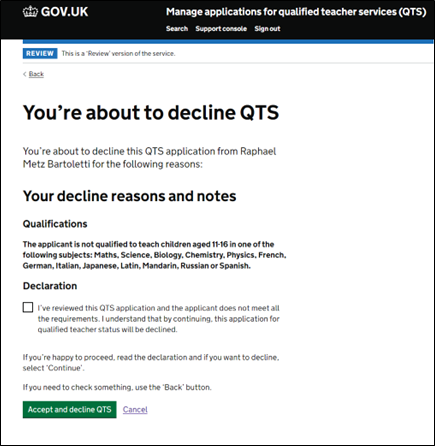 GOV.UK
Manage applications for qualified teacher services (QTS)
Search Support console Sign out
REVIEW This is a 'Review' version of the service.
< Back
You're about to decline QTS
You're about to decline this QTS application from Raphael
Metz Bartoletti for the following reasons:
Your decline reasons and notes
Qualifications
The applicant is not qualified to teach children aged 11-16 in one of the
following subjects: Maths, Science, Biology, Chemistry, Physics, French,
German, Italian, Japanese, Latin, Mandarin, Russian or Spanish.
Declaration
I've reviewed this QTS application and the applicant does not meet all
the requirements. I understand that by continuing, this application for
qualified teacher status will be declined.
If you're happy to proceed, read the declaration and if you want to decline,
select 'Continue'.
If you need to check something, use the 'Back' button.
Accept and decline QTS Cancel